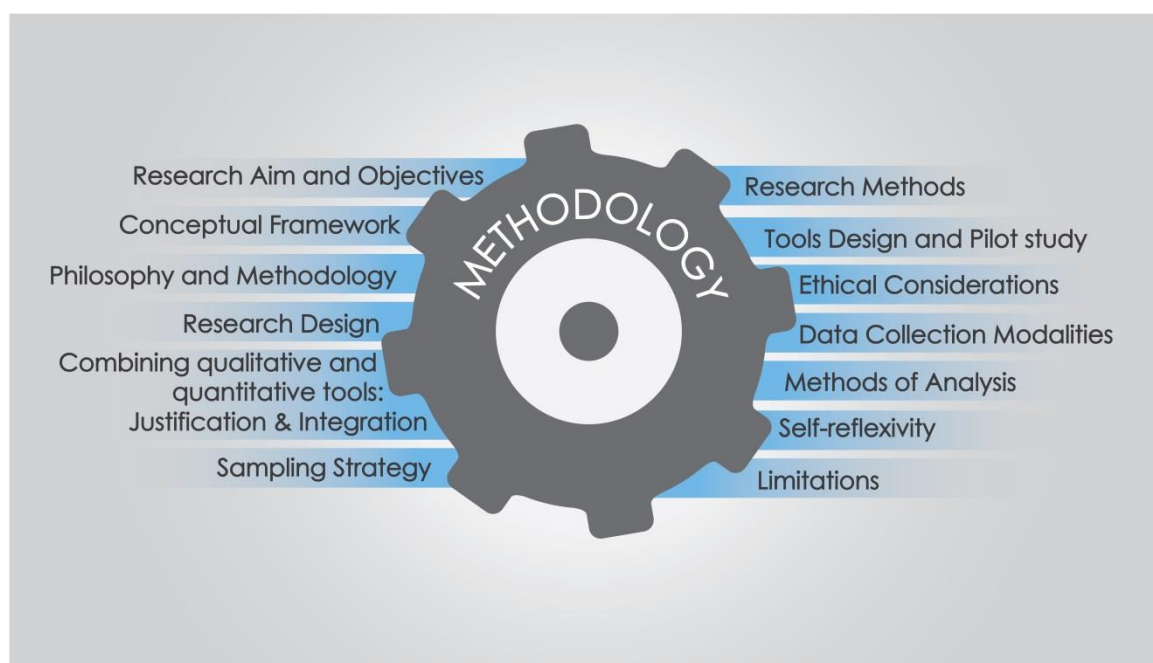 METHODOLOGY
Research Aim and Objectives
Conceptual Framework
Philosophy and Methodology
Research Design
Combining qualitative and
quantitative tools:
Justification & Integration
Sampling Strategy
Research Methods
Tools Design and Pilot study
Ethical Considerations
Data Collection Modalities
Methods of Analysis
Self-reflexivity
Limitations